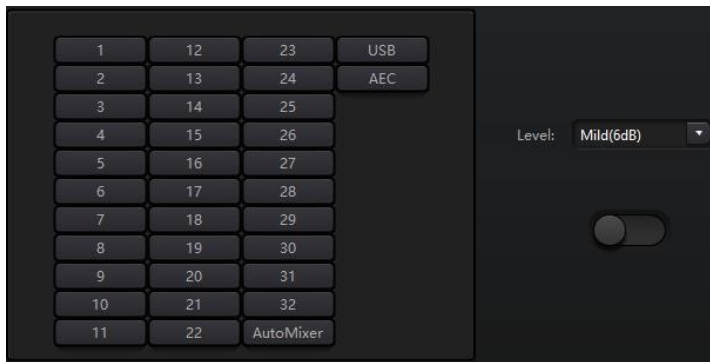 1 12 23 USB
2 13 24 AEC
3 14 25
4 15 26 Level: Mild(6dB)
5 16 27
6 17 28
7 18 29
8 19 30
9 20 31
10 21 32
11 22 AutoMixer